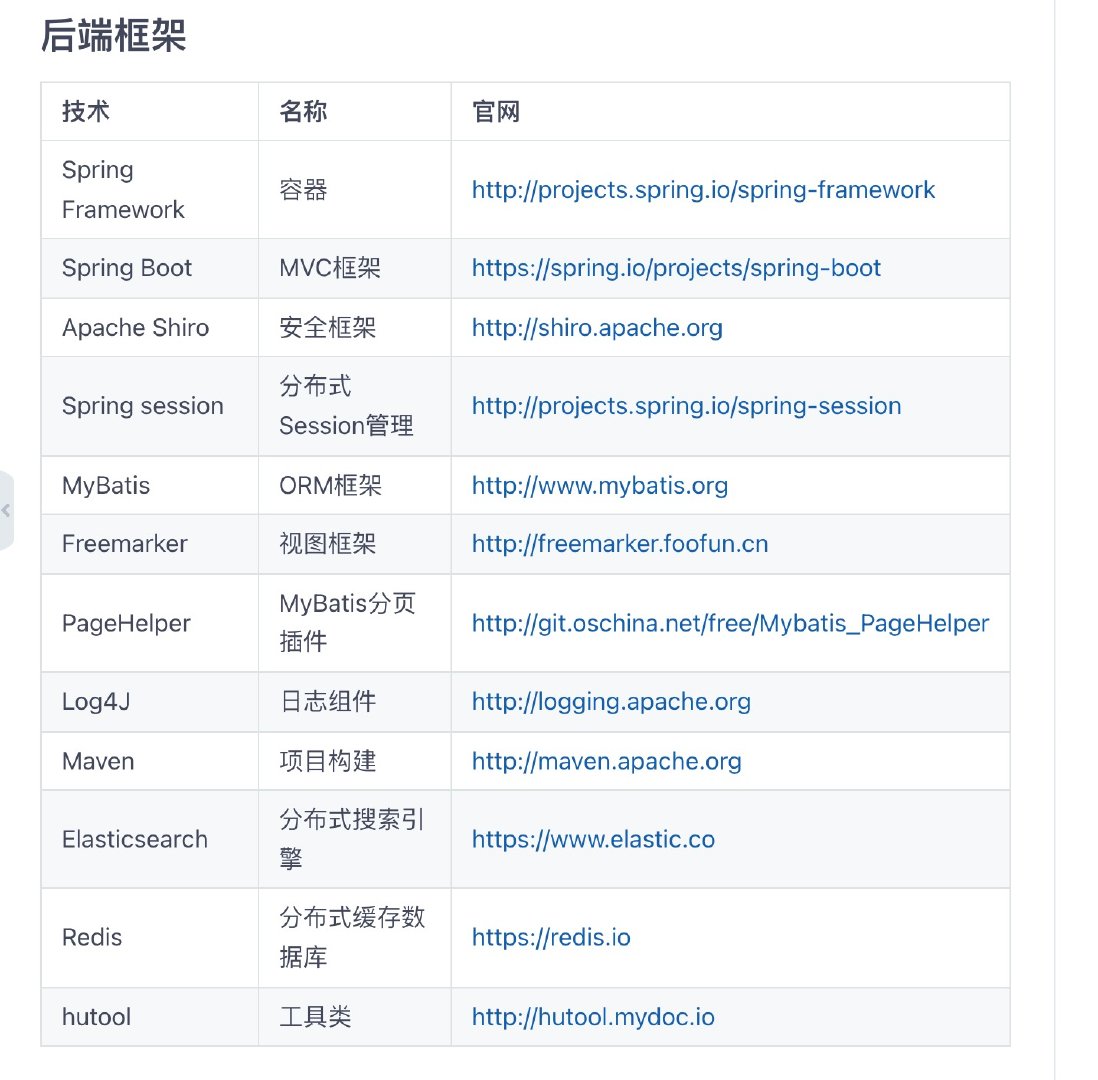 后端框架
技术 名称 官网
Spring
Framework
容器
http://projects.spring.io/spring-framework
Spring Boot MVC框架 https://spring.io/projects/spring-boot
Apache Shiro 安全框架 http://shiro.apache.org
Spring session
分布式
Session管理
http://projects.spring.io/spring-session
MyBatis ORM框架 http://www.mybatis.org
Freemarker 视图框架 http://freemarker.foofun.cn
PageHelper
MyBatis分页
插件
http://git.oschina.net/free/Mybatis_PageHelper
Log4J 日志组件 http://logging.apache.org
Maven 项目构建 http://maven.apache.org
Elasticsearch
分布式搜索引
擎
https://www.elastic.co
Redis
分布式缓存数
据库
https://redis.io
hutool 工具类 http://hutool.mydoc.io